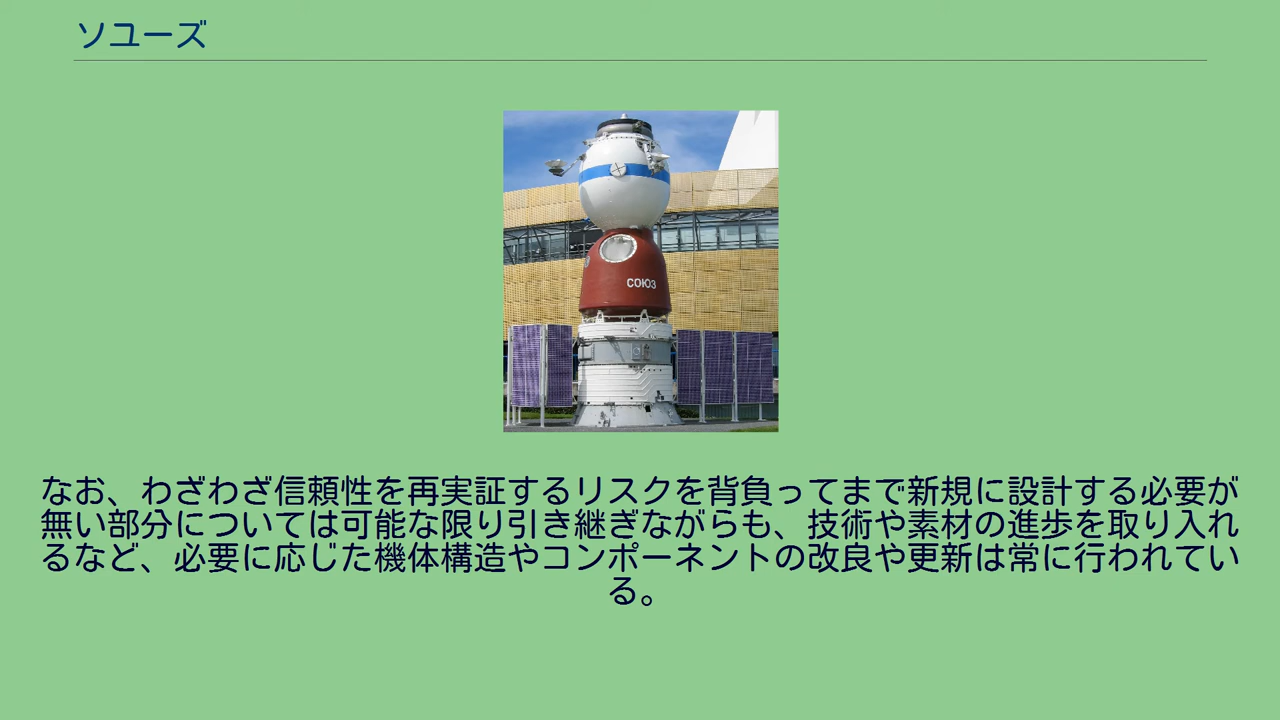 ソユーズ
СОЮЗ
なお、わざわざ信頼性を再実証するリスクを背負ってまで新規に設計する必要が
無い部分については可能な限り引き継ぎながらも、技術や素材の進歩を取り入れ
るなど、必要に応じた機体構造やコンポーネントの改良や更新は常に行われてい
る。